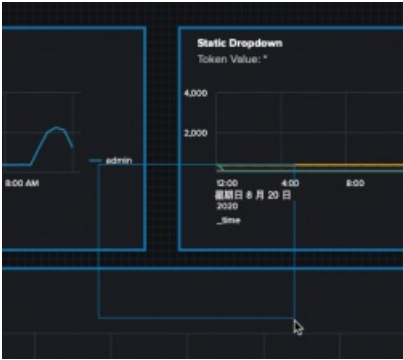 Static Dropdown
Token Value: *
4,000
2,000
admin
8:00 AM
12:00
4:00
8:00
星期日 8 月 20 日
2020
_time